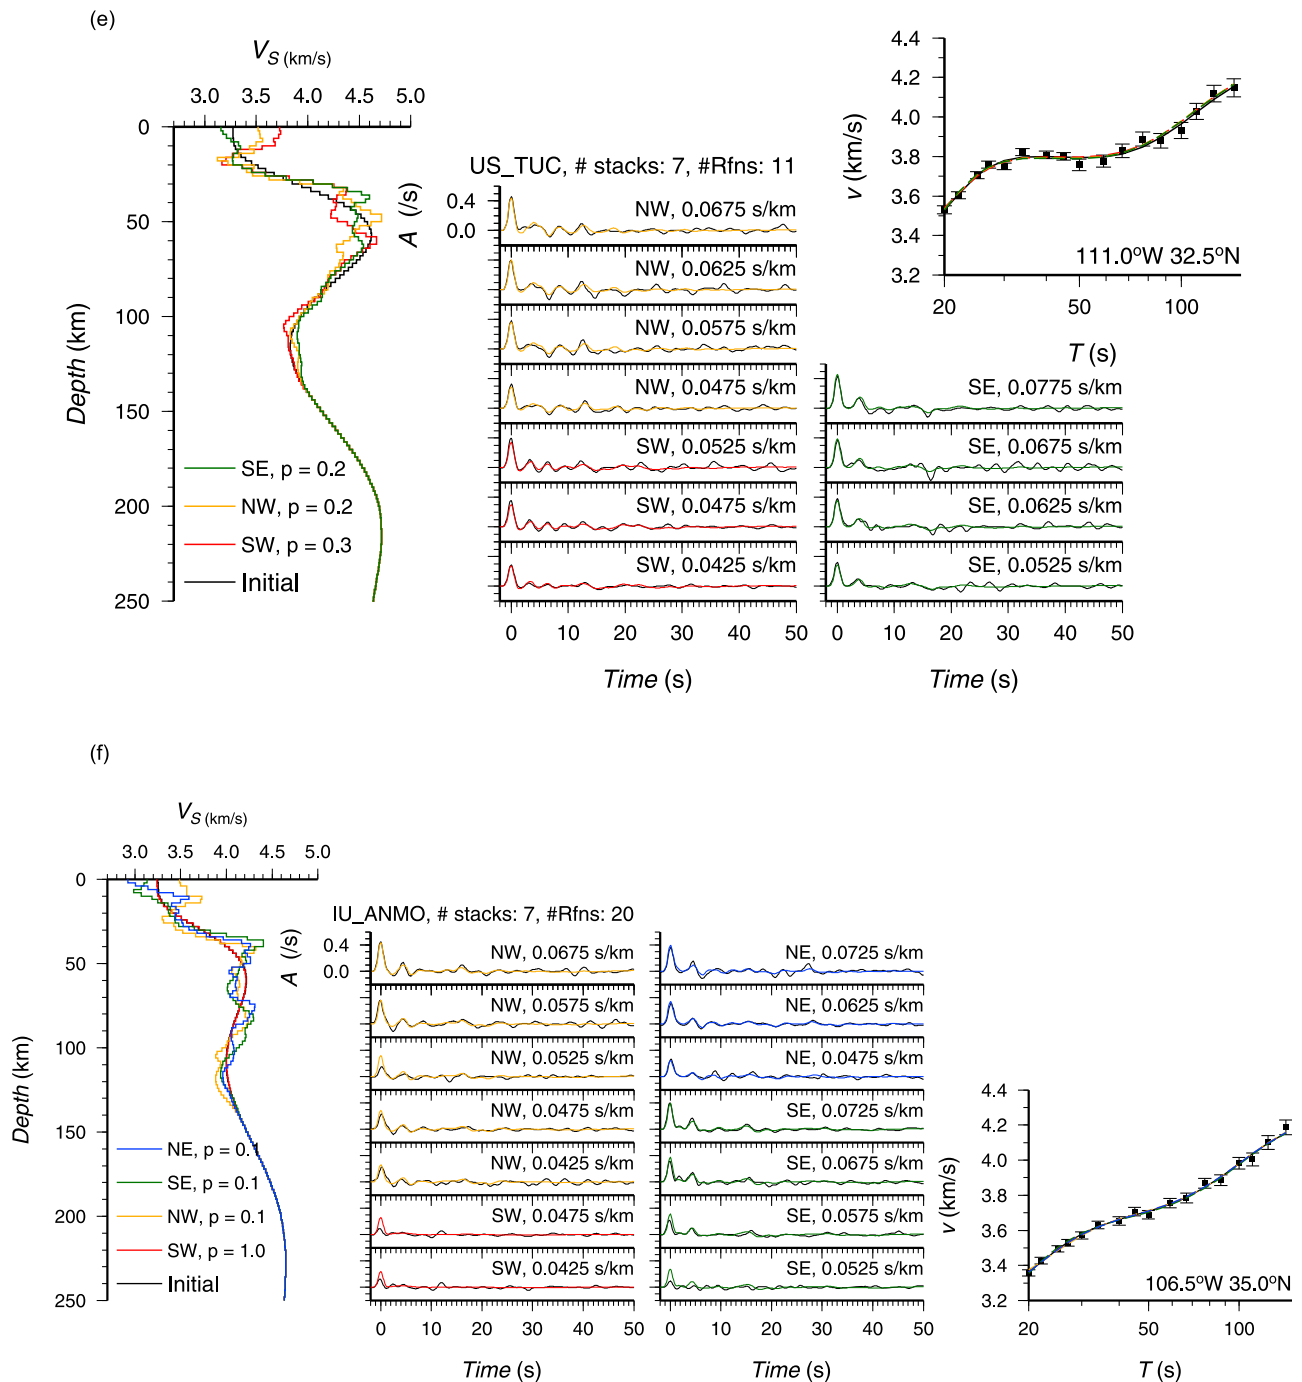 (e)
VS (km/s)
3.0 3.5 4.0 4.5 5.0
0
50
100
150
200
250
Depth (km)
SE, p = 0.2
NW, p = 0.2
SW, p = 0.3
Initial
US_TUC, # stacks: 7, #Rfns: 11
A (/s)
0.4
0.0
NW, 0.0675 s/km
NW, 0.0625 s/km
NW, 0.0575 s/km
NW, 0.0475 s/km
SW, 0.0525 s/km
SW, 0.0475 s/km
SW, 0.0425 s/km
0 10 20 30 40 50
Time (s)
SE, 0.0775 s/km
SE, 0.0675 s/km
SE, 0.0625 s/km
SE, 0.0525 s/km
0 10 20 30 40 50
Time (s)
4.4
4.2
4.0
3.8
3.6
3.4
3.2
v (km/s)
111.0°W 32.5°N
20 50 100
T (s)
(f)
VS (km/s)
3.0 3.5 4.0 4.5 5.0
0
50
100
150
200
250
Depth (km)
NE, p = 0.1
SE, p = 0.1
NW, p = 0.1
SW, p = 1.0
Initial
IU_ANMO, # stacks: 7, #Rfns: 20
A (/s)
0.4
0.0
NW, 0.0675 s/km
NW, 0.0575 s/km
NW, 0.0525 s/km
NW, 0.0475 s/km
NW, 0.0425 s/km
SW, 0.0475 s/km
SW, 0.0425 s/km
0 10 20 30 40 50
Time (s)
NE, 0.0725 s/km
NE, 0.0625 s/km
NE, 0.0475 s/km
SE, 0.0725 s/km
SE, 0.0675 s/km
SE, 0.0575 s/km
SE, 0.0525 s/km
0 10 20 30 40 50
Time (s)
4.4
4.2
4.0
3.8
3.6
3.4
3.2
v (km/s)
106.5°W 35.0°N
20 50 100
T (s)